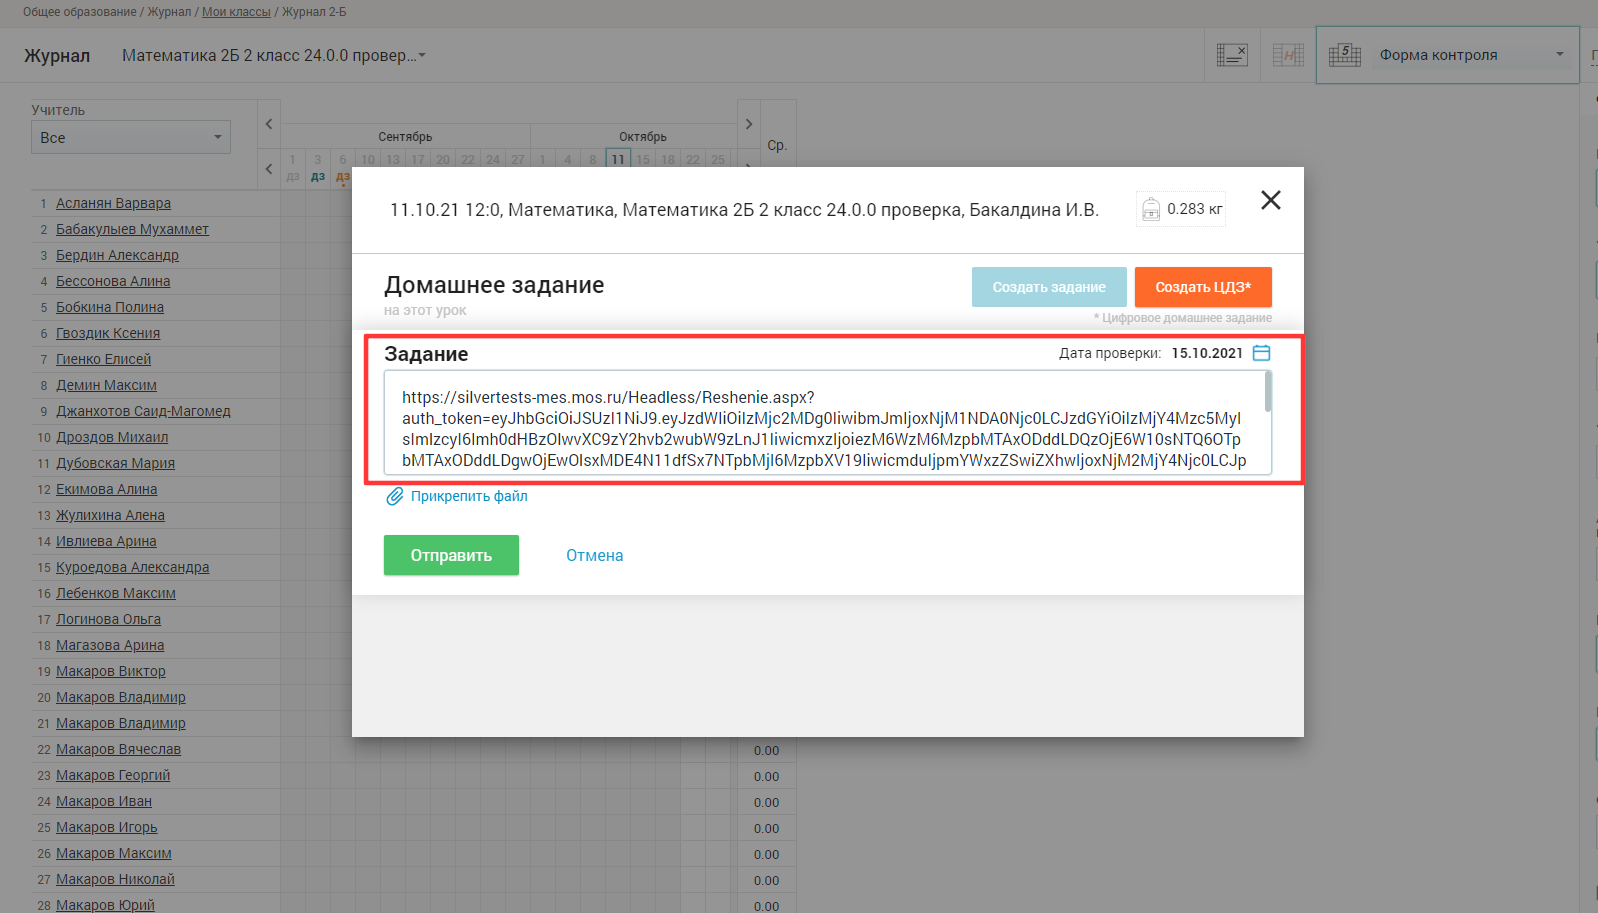 Общее образование / Журнал / Мои классы / Журнал 2-Б
Журнал
Математика 2Б 2 класс 24.0.0 провер...
Н
5
Форма контроля
Учитель
Все
Сентябрь
Октябрь
Ср.
1 3 6 10 13 17 20 22 24 27 1 4 8 11 15 18 22 25
дз дз дз
11.10.21 12:0, Математика, Математика 2Б 2 класс 24.0.0 проверка, Бакалдина И.В.
0.283 кг
Домашнее задание
на этот урок
Создать задание
Создать ЦДЗ*
* Цифровое домашнее задание
Задание
Дата проверки: 15.10.2021
https://silvertests-mes.mos.ru/Headless/Reshenie.aspx?
auth_token=eyJhbGciOiJSUzI1NiJ9.eyJzdWIiOiIzMjc2MDg0IiwibmJmIjoxNjM1NDA0Njc0LCJzdGYiOiIzMjY4Mzc5MyI
sImlzcyI6Imh0dHBzOlwvXC9zY2hvb2wubW9zLnJ1IiwicmxzIjoiezM6WzM6MzpbMTAxODddLDQzOjE6W10sNTQ6OTp
bMTAxODddLDgwOjEwOlsxMDE4N11dfSx7NTpbMjI6MzpbXV19IiwicmduIjpmYWxzZSwiZXhwIjoxNjM2MjY4Njc0LCJp
Прикрепить файл
Отправить
Отмена
1 Асланян Варвара
2 Бабакулыев Мухаммет
3 Бердин Александр
4 Бессонова Алина
5 Бобкина Полина
6 Гвоздик Ксения
7 Гиенко Елисей
8 Демин Максим
9 Джанхотов Саид-Магомед
10 Дроздов Михаил
11 Дубовская Мария
12 Екимова Алина
13 Жулихина Алена
14 Ивлиева Арина
15 Куроедова Александра
16 Лебенков Максим
17 Логинова Ольга
18 Магазова Арина
19 Макаров Виктор
20 Макаров Владимир
21 Макаров Владимир
22 Макаров Вячеслав 0.00
23 Макаров Георгий 0.00
24 Макаров Иван 0.00
25 Макаров Игорь 0.00
26 Макаров Максим 0.00
27 Макаров Николай 0.00
28 Макаров Юрий 0.00